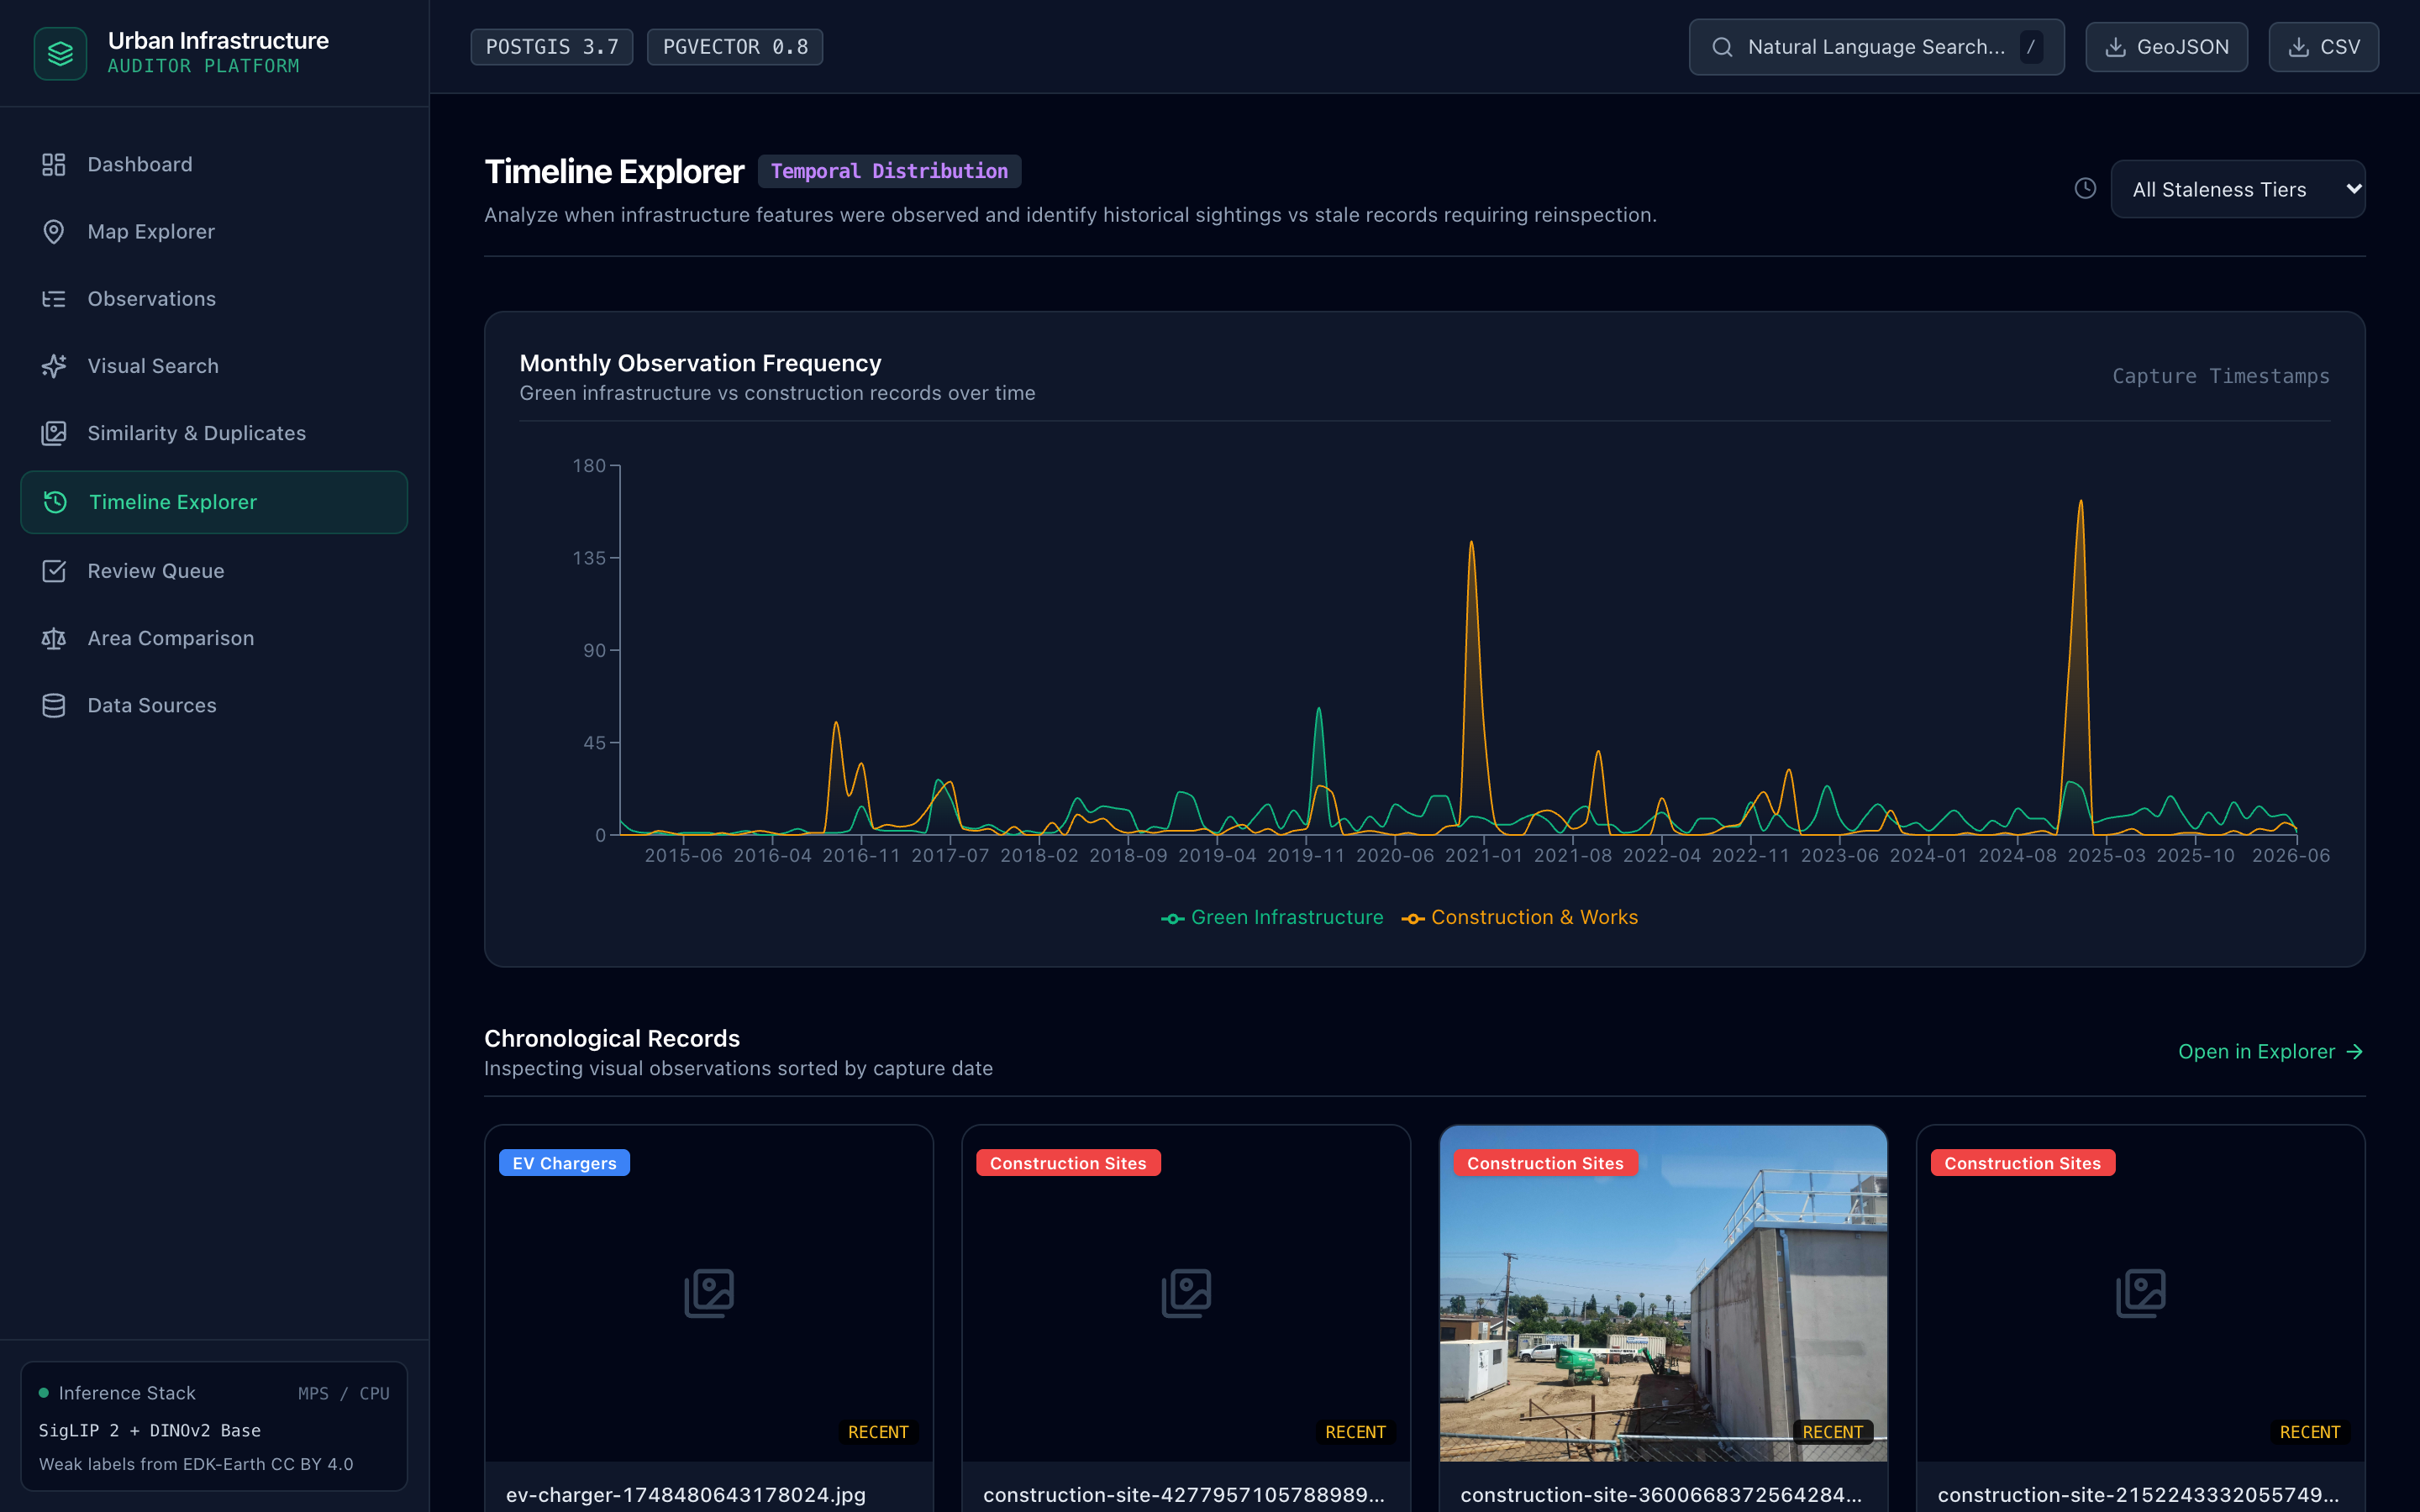 Urban Infrastructure
AUDITOR PLATFORM
POSTGIS 3.7
PGVECTOR 0.8
Natural Language Search... /
GeoJSON
CSV
Dashboard
Map Explorer
Observations
Visual Search
Similarity & Duplicates
Timeline Explorer
Review Queue
Area Comparison
Data Sources
Inference Stack MPS / CPU
SigLIP 2 + DINOv2 Base
Weak labels from EDK-Earth CC BY 4.0
Timeline Explorer Temporal Distribution
Analyze when infrastructure features were observed and identify historical sightings vs stale records requiring reinspection.
All Staleness Tiers
Monthly Observation Frequency
Green infrastructure vs construction records over time
Capture Timestamps
180
135
90
45
0
2015-06 2016-04 2016-11 2017-07 2018-02 2018-09 2019-04 2019-11 2020-06 2021-01 2021-08 2022-04 2022-11 2023-06 2024-01 2024-08 2025-03 2025-10 2026-06
Green Infrastructure Construction & Works
Chronological Records
Inspecting visual observations sorted by capture date
Open in Explorer
EV Chargers
RECENT
ev-charger-1748480643178024.jpg
Construction Sites
RECENT
construction-site-4277957105788989...
Construction Sites
RECENT
construction-site-3600668372564284...
Construction Sites
RECENT
construction-site-2152243332055749...